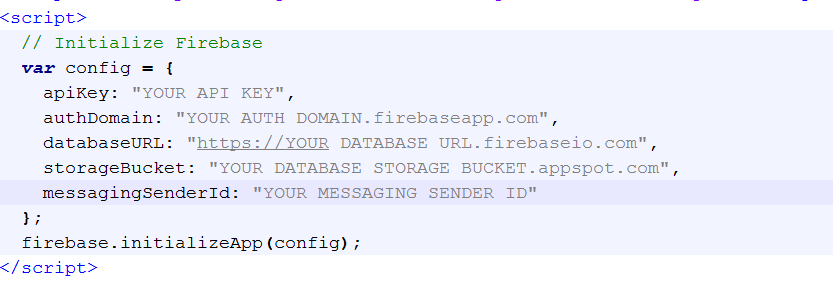 <script>
  // Initialize Firebase
  var config = {
    apiKey: "YOUR API KEY",
    authDomain: "YOUR AUTH DOMAIN.firebaseapp.com",
    databaseURL: "https://YOUR DATABASE URL.firebaseio.com",
    storageBucket: "YOUR DATABASE STORAGE BUCKET.appspot.com",
    messagingSenderId: "YOUR MESSAGING SENDER ID"
  };
  firebase.initializeApp(config);
</script>